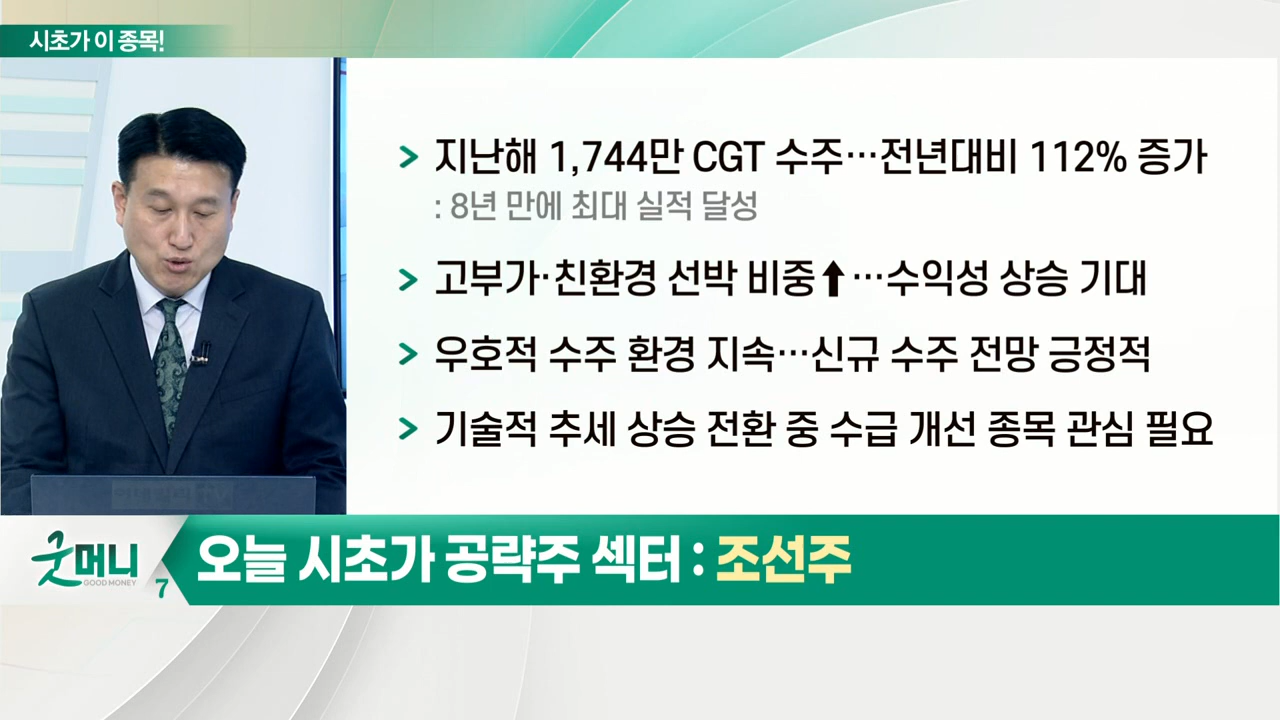 시초가 이 종목!
> 지난해 1,744만 CGT 수주…전년대비 112% 증가
: 8년 만에 최대 실적 달성
> 고부가·친환경 선박 비중⬆…수익성 상승 기대
> 우호적 수주 환경 지속…신규 수주 전망 긍정적
> 기술적 추세 상승 전환 중 수급 개선 종목 관심 필요
굿머니
GOOD MONEY
7
오늘 시초가 공략주 섹터 : 조선주